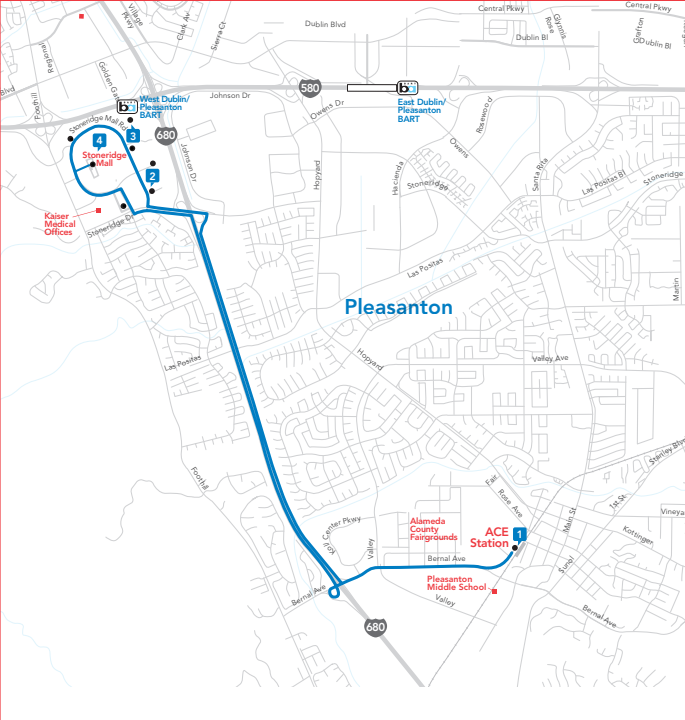 Central Pkwy
Central Pkwy
Village
Pkwy
Clark Av
Sierra Ct
Dublin Blvd
Glynnis
Rose
Dublin Bl
Grafton
Dublin Bl
Regional
Golden Gate
Foothill
Blvd
580
Johnson Dr
Owens Dr
West Dublin/
Pleasanton
BART
East Dublin/
Pleasanton
BART
Rosewood
Owens
Stoneridge Mall Rd
3
4
680
Stoneridge
Mall
2
Johnson Dr
Hopyard
Hacienda
Stoneridge
Santa Rita
Las Positas Bl
Stoneridge
Kaiser
Medical
Offices
Stoneridge Dr
Las Positas
Martin
Pleasanton
Las Positas
Hopyard
Valley Ave
Stanley Blvd
Foothill
Fair
Rose Ave
Main St
1st St
Vineya
Koll Center Pkwy
Valley
Alameda
County
Fairgrounds
ACE
Station
1
Kottinger
Bernal Ave
Sunol
Pleasanton
Middle School
Bernal Ave
Valley
Bernal Ave
680